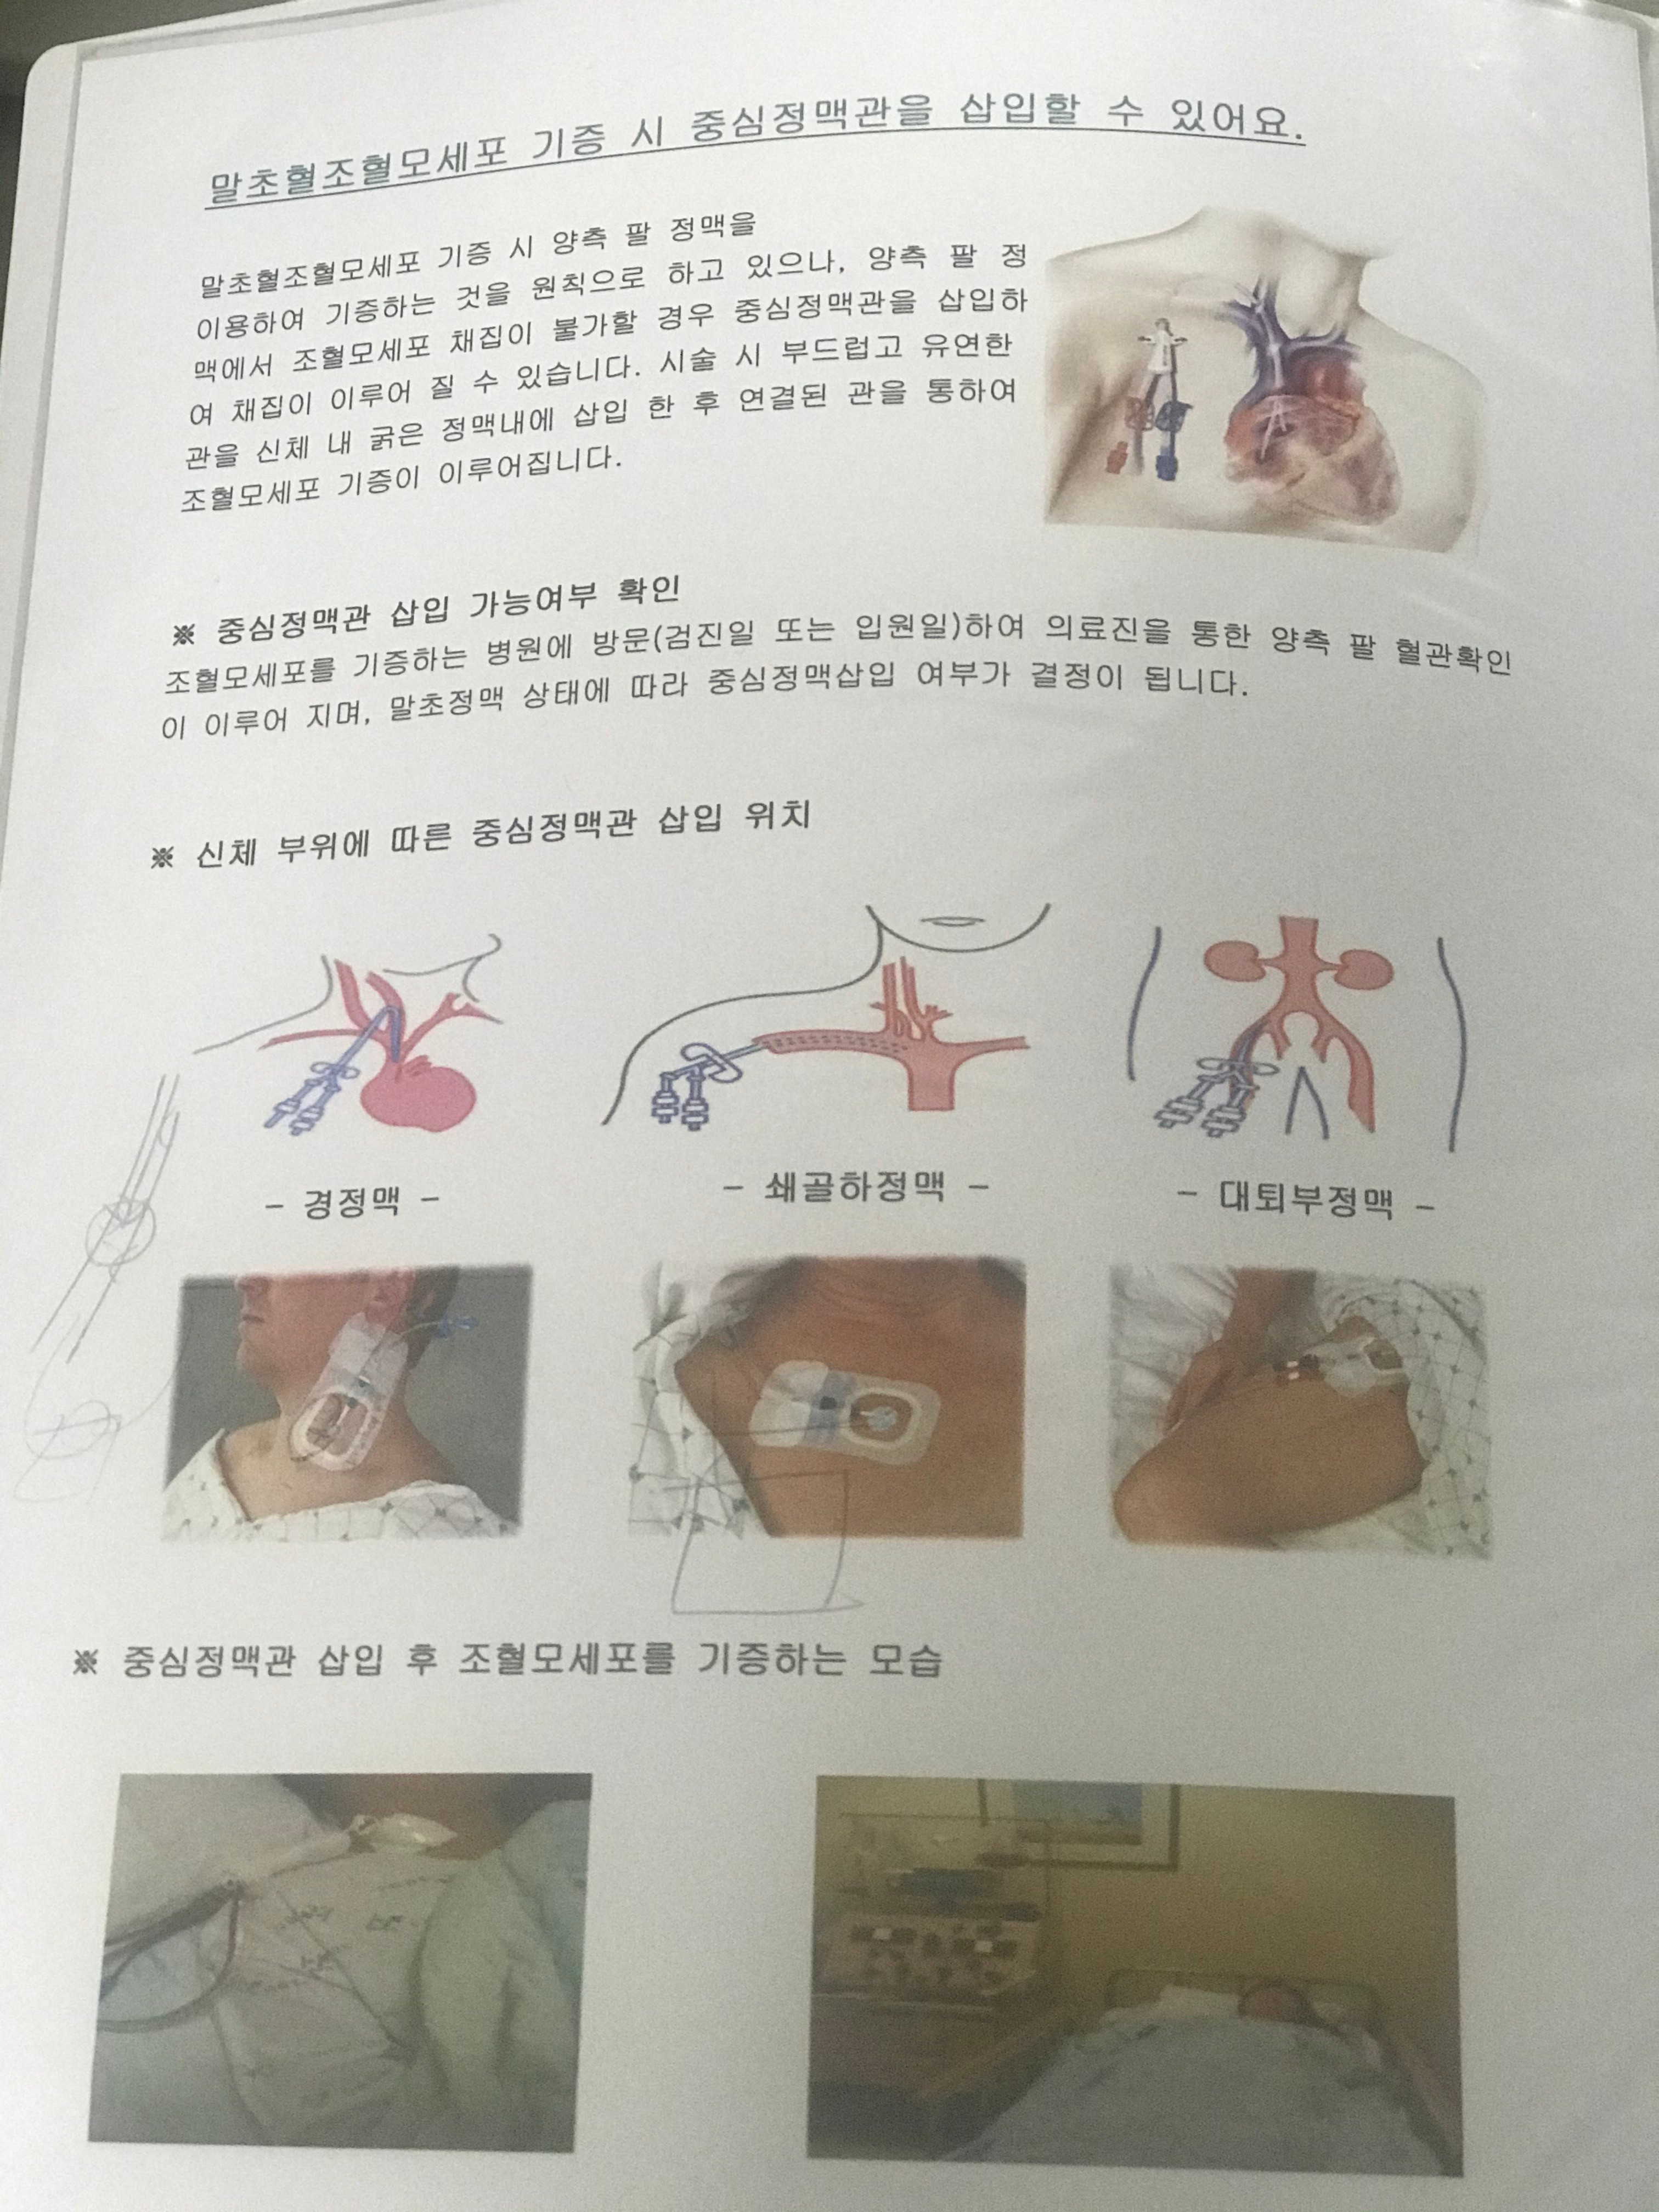 말초혈조혈모세포 기증 시 중심정맥관을 삽입할 수 있어요.
말초혈조혈모세포 기증 시 양측 팔 정맥을
이용하여 기증하는 것을 원칙으로 하고 있으나, 양측 팔 정
맥에서 조혈모세포 채집이 불가할 경우 중심정맥관을 삽입하
여 채집이 이루어 질 수 있습니다. 시술 시 부드럽고 유연한
관을 신체 내 굵은 정맥내에 삽입 한 후 연결된 관을 통하여
조혈모세포 기증이 이루어집니다.
※ 중심정맥관 삽입 가능여부 확인
조혈모세포를 기증하는 병원에 방문(검진일 또는 입원일)하여 의료진을 통한 양측 팔 혈관확인
이 이루어 지며, 말초정맥 상태에 따라 중심정맥삽입 여부가 결정이 됩니다.
※ 신체 부위에 따른 중심정맥관 삽입 위치
- 경정맥 -
- 쇄골하정맥 -
- 대퇴부정맥 -
※ 중심정맥관 삽입 후 조혈모세포를 기증하는 모습